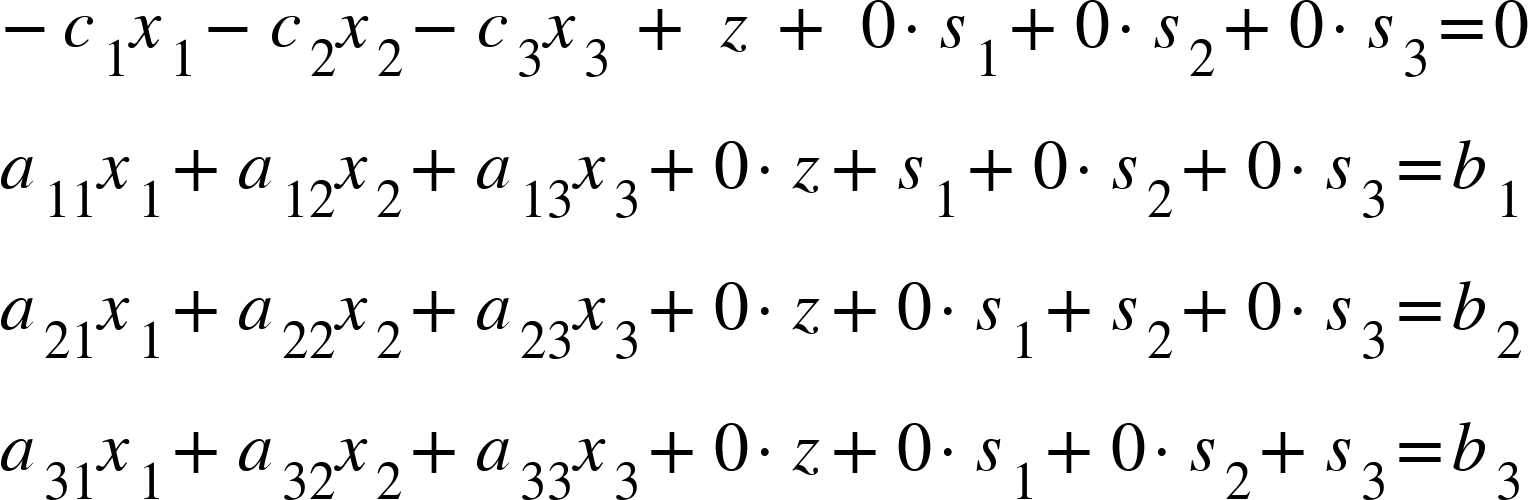 − c₁x₁ − c₂x₂ − c₃x₃ + z + 0· s₁ + 0· s₂ + 0· s₃ = 0
a₁₁x₁ + a₁₂x₂ + a₁₃x₃ + 0· z + s₁ + 0· s₂ + 0· s₃ = b₁
a₂₁x₁ + a₂₂x₂ + a₂₃x₃ + 0· z + 0· s₁ + s₂ + 0· s₃ = b₂
a₃₁x₁ + a₃₂x₂ + a₃₃x₃ + 0· z + 0· s₁ + 0· s₂ + s₃ = b₃